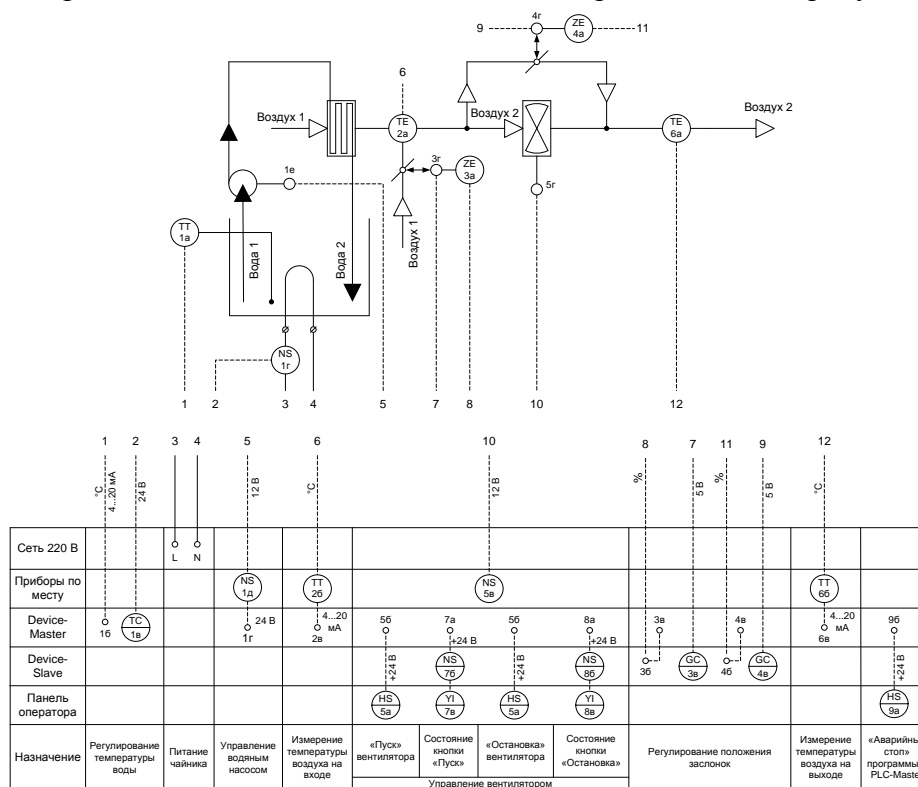 9
4г
ZE
4а
11
6
Воздух 1
TE
2а
Воздух 2
TE
6а
Воздух 2
1е
3г
ZE
3а
5г
TT
1а
Вода 1
Вода 2
Воздух 1
NS
1г
1 2 3 4 5 7 8 10 12
1 2 3 4 5 6 10 8 7 11 9 12
°С
4...20 мА
24 В
12 В
°С
12 В
%
5 В
%
5 В
°С
Сеть 220 В
L N
Приборы по
месту
NS
1д
TT
2б
NS
5в
TT
6б
Device-
Master
1б
TC
1в
24 В
1г
4...20
мА
2в
5б
7а
+24 В
5б
8а
+24 В
3в
4в
4...20
мА
6в
9б
Device-
Slave
+24 В
NS
7б
+24 В
NS
8б
3б
GC
3в
4б
GC
4в
+24 В
Панель
оператора
HS
5а
YI
7в
HS
5а
YI
8в
HS
9а
Назначение
Регулирование
температуры
воды
Питание
чайника
Управление
водяным
насосом
Измерение
температуры
воздуха на
входе
«Пуск»
вентилятора
Состояние
кнопки
«Пуск»
«Остановка»
вентилятора
Состояние
кнопки
«Остановка»
Управление вентилятором
Регулирование положения
заслонок
Измерение
температуры
воздуха на
выходе
«Аварийный
стоп»
программы
PLC-Master